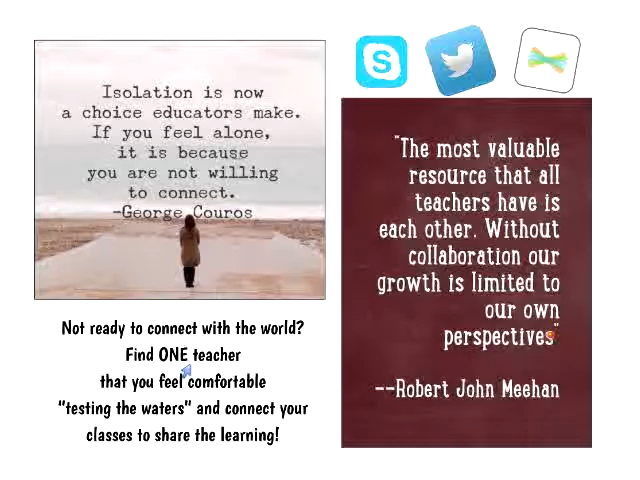 Isolation is now
a choice educators make.
If you feel alone,
it is because
you are not willing
to connect.
-George Couros
Not ready to connect with the world?
Find ONE teacher
that you feel comfortable
"testing the waters" and connect your
classes to share the learning!
"The most valuable
resource that all
teachers have is
each other. Without
collaboration our
growth is limited to
our own
perspectives"
--Robert John Meehan